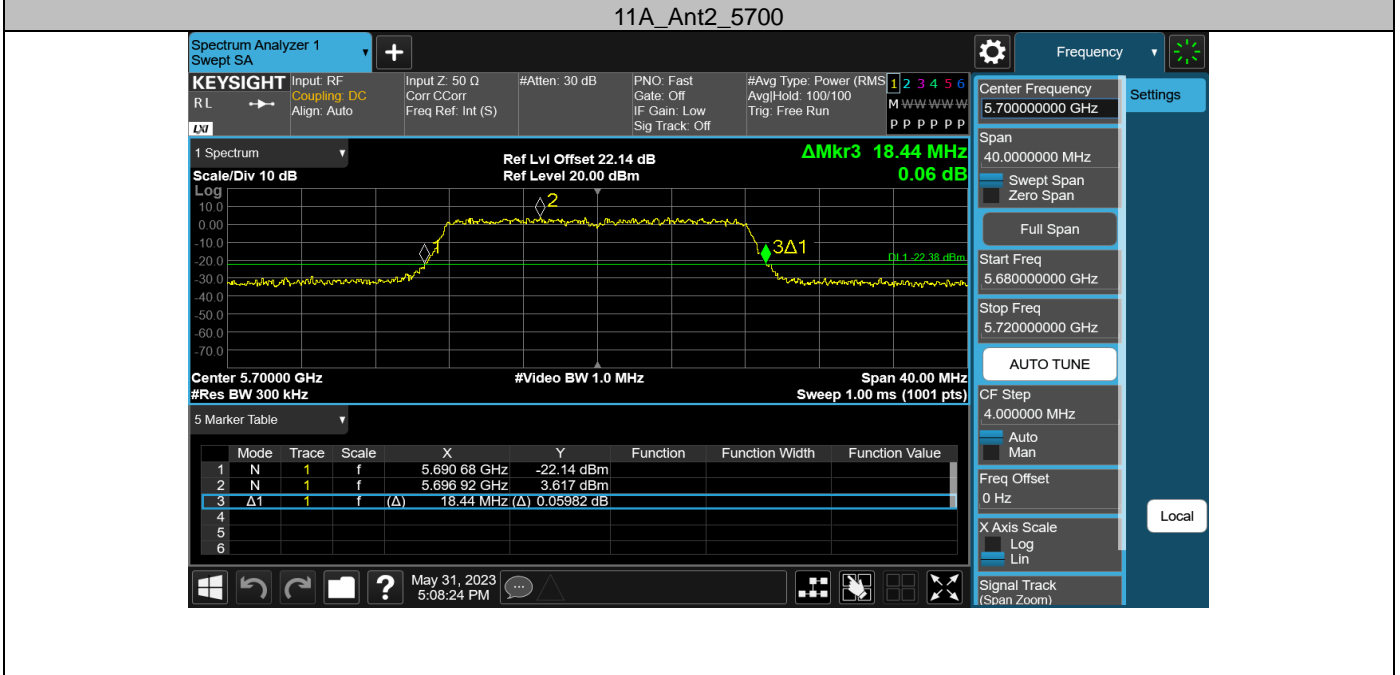 11A_Ant2_5700
Spectrum Analyzer 1
Swept SA
+
Frequency
KEYSIGHT
R L
LXI
Input: RF
Coupling: DC
Align: Auto
Input Z: 50 Ω
Corr CCorr
Freq Ref: Int (S)
#Atten: 30 dB
PNO: Fast
Gate: Off
IF Gain: Low
Sig Track: Off
#Avg Type: Power (RMS
Avg|Hold: 100/100
Trig: Free Run
1 2 3 4 5 6
M W W W W W
P P P P P P
1 Spectrum
Scale/Div 10 dB
Ref Lvl Offset 22.14 dB
Ref Level 20.00 dBm
ΔMkr3 18.44 MHz
0.06 dB
Log
10.0
0.00
-10.0
-20.0
-30.0
-40.0
-50.0
-60.0
-70.0
1
2
3Δ1
DL1 -22.38 dBm
Center 5.70000 GHz
#Video BW 1.0 MHz
Span 40.00 MHz
#Res BW 300 kHz
Sweep 1.00 ms (1001 pts)
5 Marker Table
Mode Trace Scale X Y Function Function Width Function Value
1 N 1 f 5.690 68 GHz -22.14 dBm
2 N 1 f 5.696 92 GHz 3.617 dBm
3 Δ1 1 f (Δ) 18.44 MHz (Δ) 0.05982 dB
4
5
6
?
May 31, 2023
5:08:24 PM
Center Frequency
5.700000000 GHz
Settings
Span
40.0000000 MHz
Swept Span
Zero Span
Full Span
Start Freq
5.680000000 GHz
Stop Freq
5.720000000 GHz
AUTO TUNE
CF Step
4.000000 MHz
Auto
Man
Freq Offset
0 Hz
X Axis Scale
Log
Lin
Local
Signal Track
(Span Zoom)